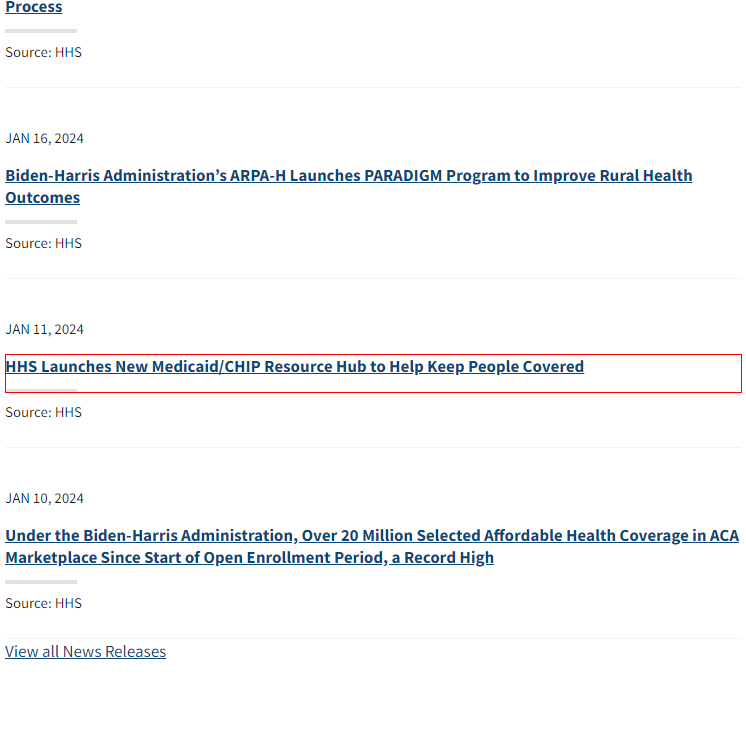 Process
Source: HHS
JAN 16, 2024
Biden-Harris Administration’s ARPA-H Launches PARADIGM Program to Improve Rural Health
Outcomes
Source: HHS
JAN 11, 2024
HHS Launches New Medicaid/CHIP Resource Hub to Help Keep People Covered
Source: HHS
JAN 10, 2024
Under the Biden-Harris Administration, Over 20 Million Selected Affordable Health Coverage in ACA
Marketplace Since Start of Open Enrollment Period, a Record High
Source: HHS
View all News Releases